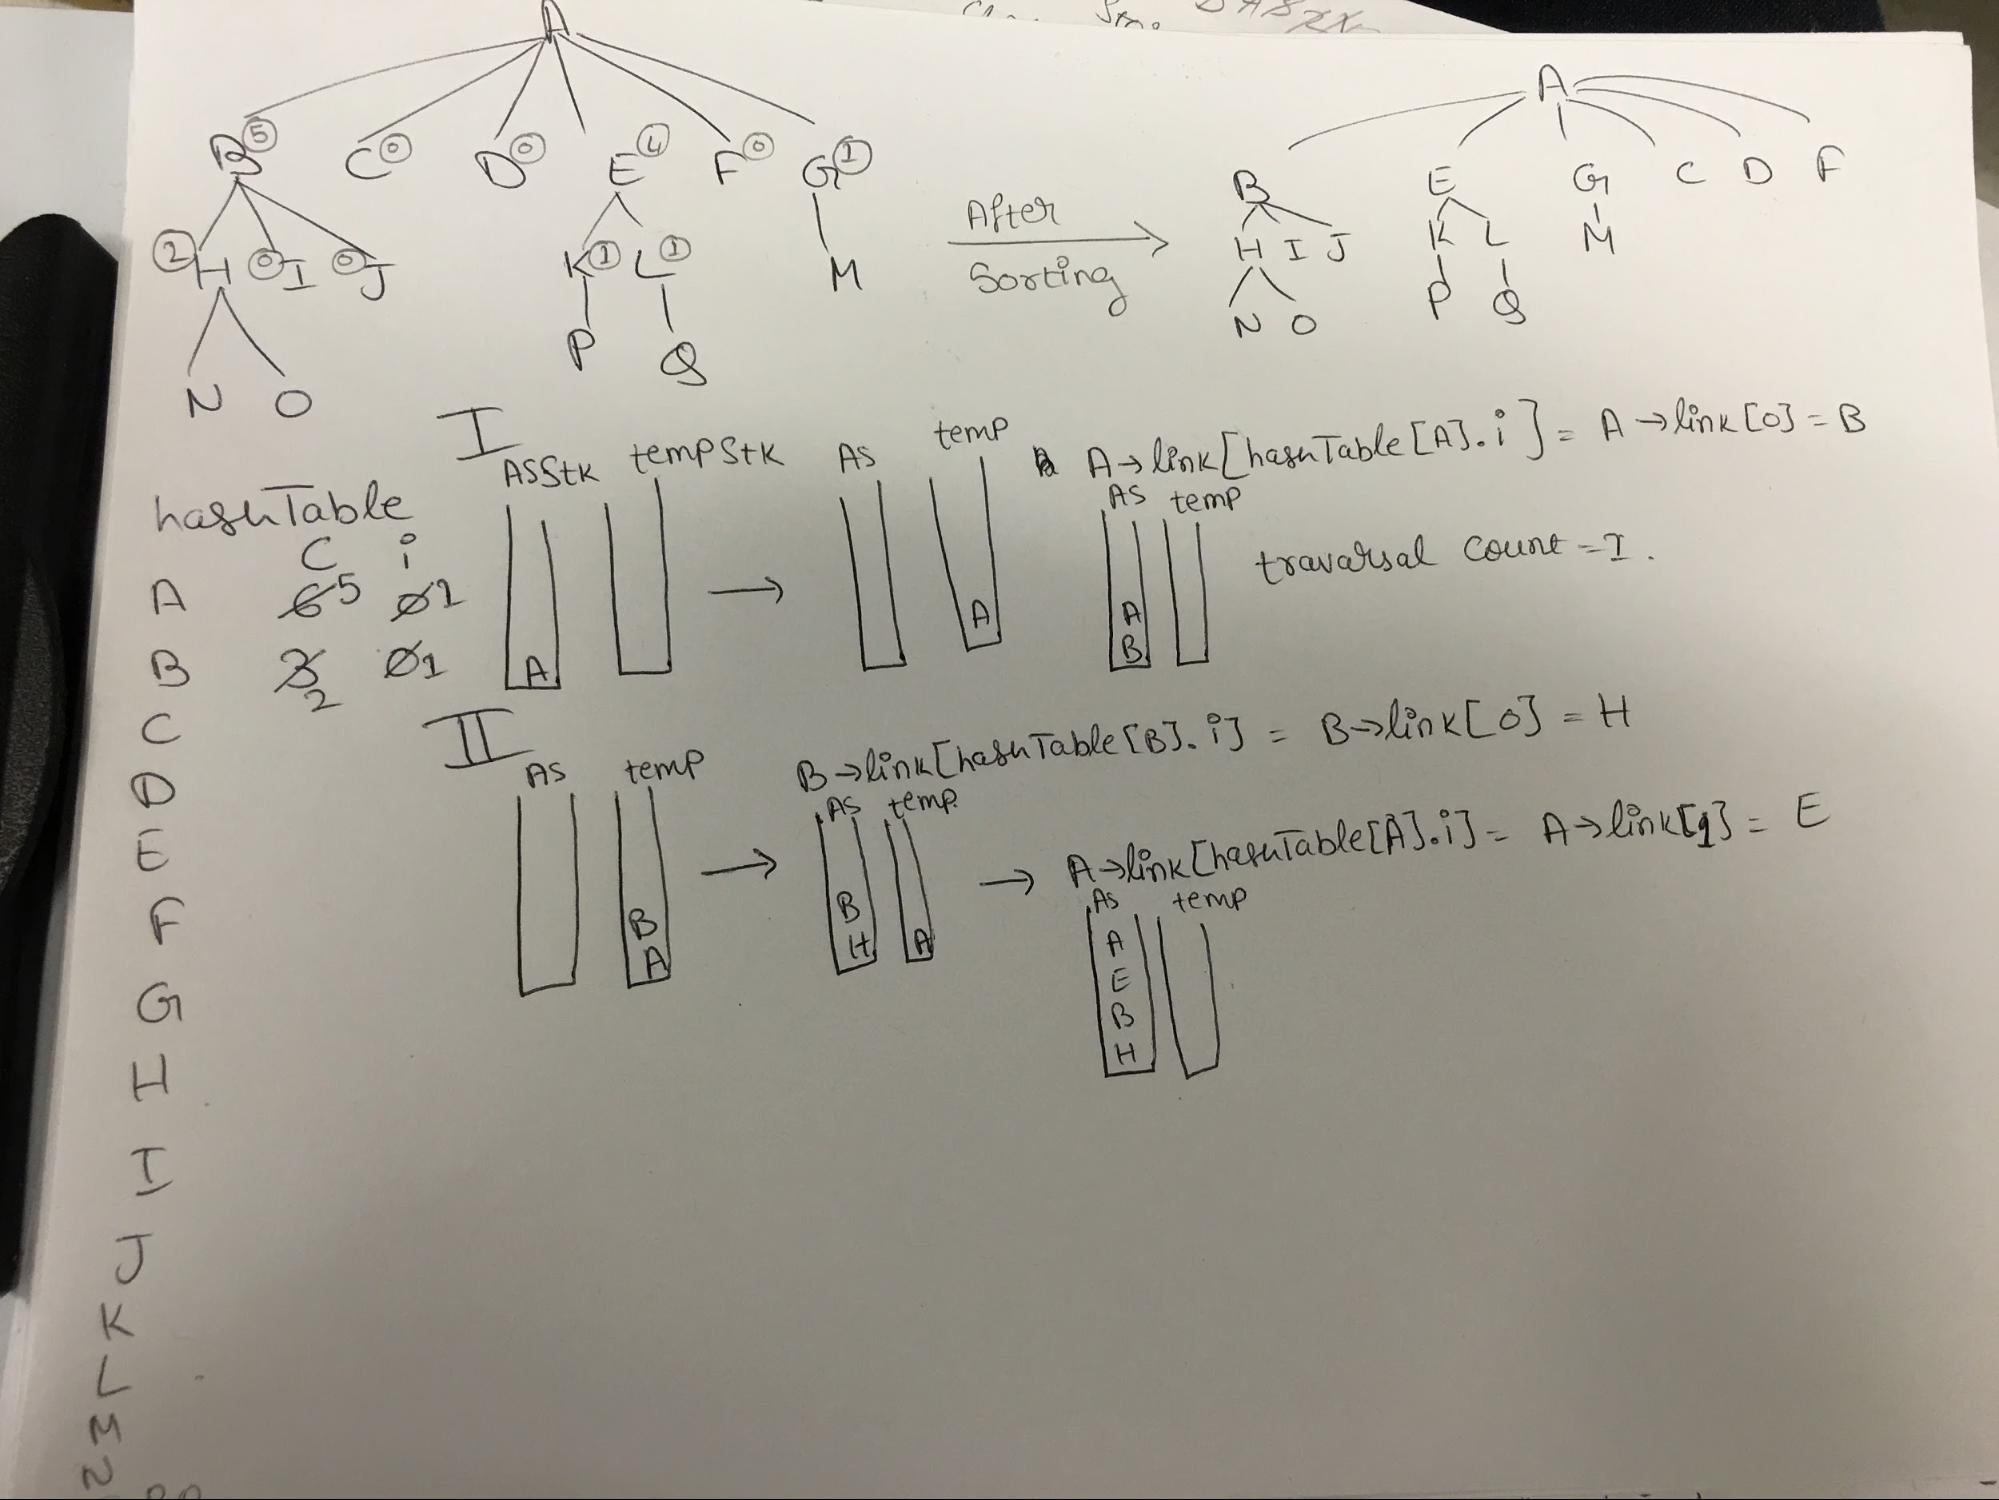 A
B ⑤ C ⓪ D ⓪ E ④ F ⓪ G ①
② H ⓪ I ⓪ J K ① L ① M
N O P Q
After
Sorting
A
B E G C D F
H I J K L M
N O P Q
I
ASStk tempStk AS temp A→link[hashTable[A].i] = A→link[0] = B
AS temp
A A A
B
travarsal count = I.
hashTable
C i
A 6 5 0 1
B 3 2 0 1
C
D
E
F
G
H
I
J
K
L
M
N
II
AS temp B→link[hashTable[B].i] = B→link[0] = H
AS temp
B B
A H A
A→link[hashTable[A].i] = A→link[1] = E
AS temp
A
E
B
H